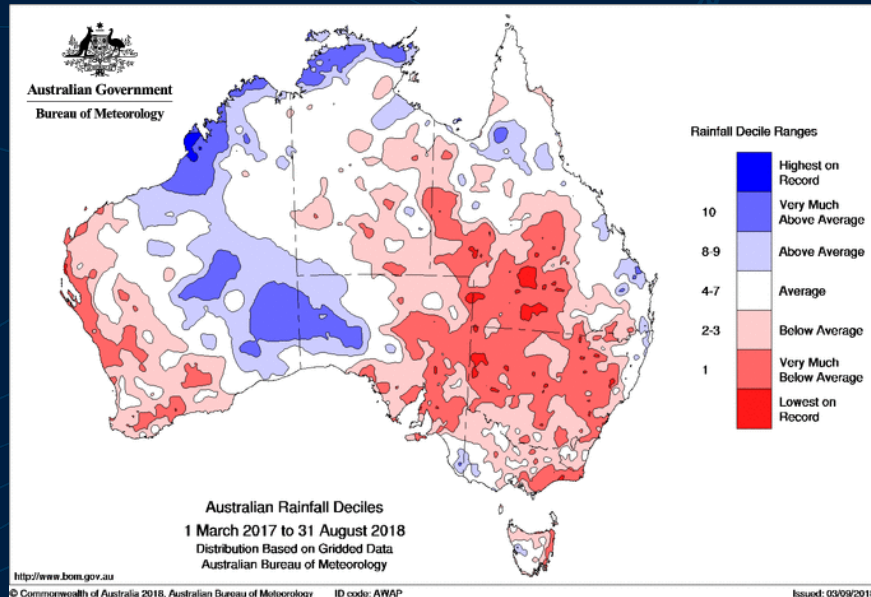 Australian Government
Bureau of Meteorology
Rainfall Decile Ranges
Highest on
Record
10
Very Much
Above Average
8-9
Above Average
4-7
Average
2-3
Below Average
1
Very Much
Below Average
Lowest on
Record
Australian Rainfall Deciles
1 March 2017 to 31 August 2018
Distribution Based on Gridded Data
Australian Bureau of Meteorology
http://www.bom.gov.au
© Commonwealth of Australia 2018, Australian Bureau of Meteorology ID code: AWAP Issued: 03/09/2018